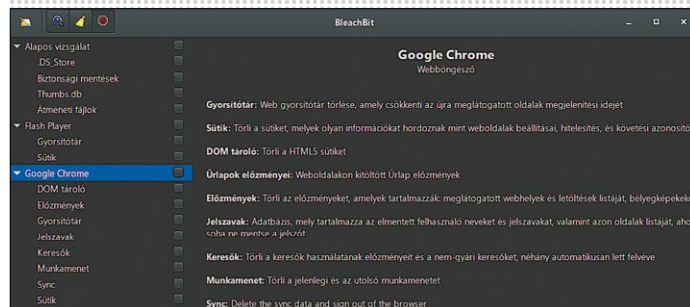 BleachBit
Alapos vizsgálat
.DS_Store
Biztonsági mentések
Thumbs.db
Átmeneti fájlok
Flash Player
Gyorsítótár
Sütik
Google Chrome
DOM tároló
Előzmények
Gyorsítótár
Jelszavak
Keresők
Munkamenet
Sync
Sütik
Google Chrome
Webböngésző
Gyorsítótár: Web gyorsítótár törlése, amely csökkenti az újra meglátogatott oldalak megjelenítési idejét
Sütik: Törli a sütiket, melyek olyan információkat hordoznak mint weboldalak beállításai, hitelesítés, és követési azonosító
DOM tároló: Törli a HTML5 sütiket
Űrlapok előzményei: Weboldalakon kitöltött Űrlap előzmények
Előzmények: Törli az előzményeket, amelyek tartalmazzák: meglátogatott webhelyek és letöltések listáját, bélyegképeke
Jelszavak: Adatbázis, mely tartalmazza az elmentett felhasználó neveket és jelszavakat, valamint azon oldalak listáját, aho
soha ne mentse a jelszót
Keresők: Törli a keresők használatának előzményeit és a nem-gyári keresőket, néhány automatikusan lett felvéve
Munkamenet: Törli a jelenlegi és az utolsó munkamenetet
Sync: Delete the sync data and sign out of the browser